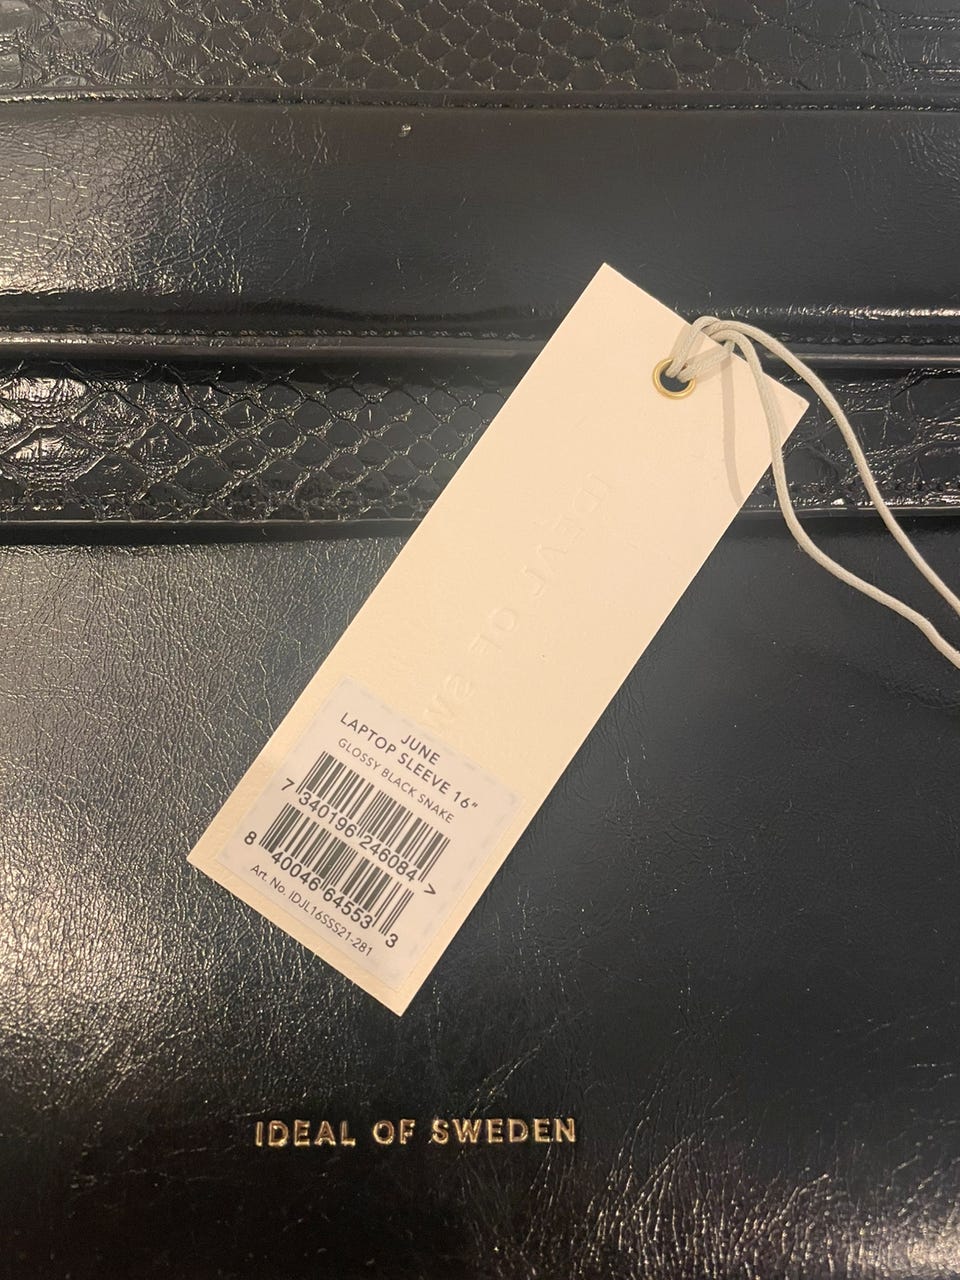 JUNE
LAPTOP SLEEVE 16"
GLOSSY BLACK SNAKE
7 340196 246084 >
8 40046 64553 3
Art. No. IDJL16SSS21-281
IDEAL OF SWEDEN